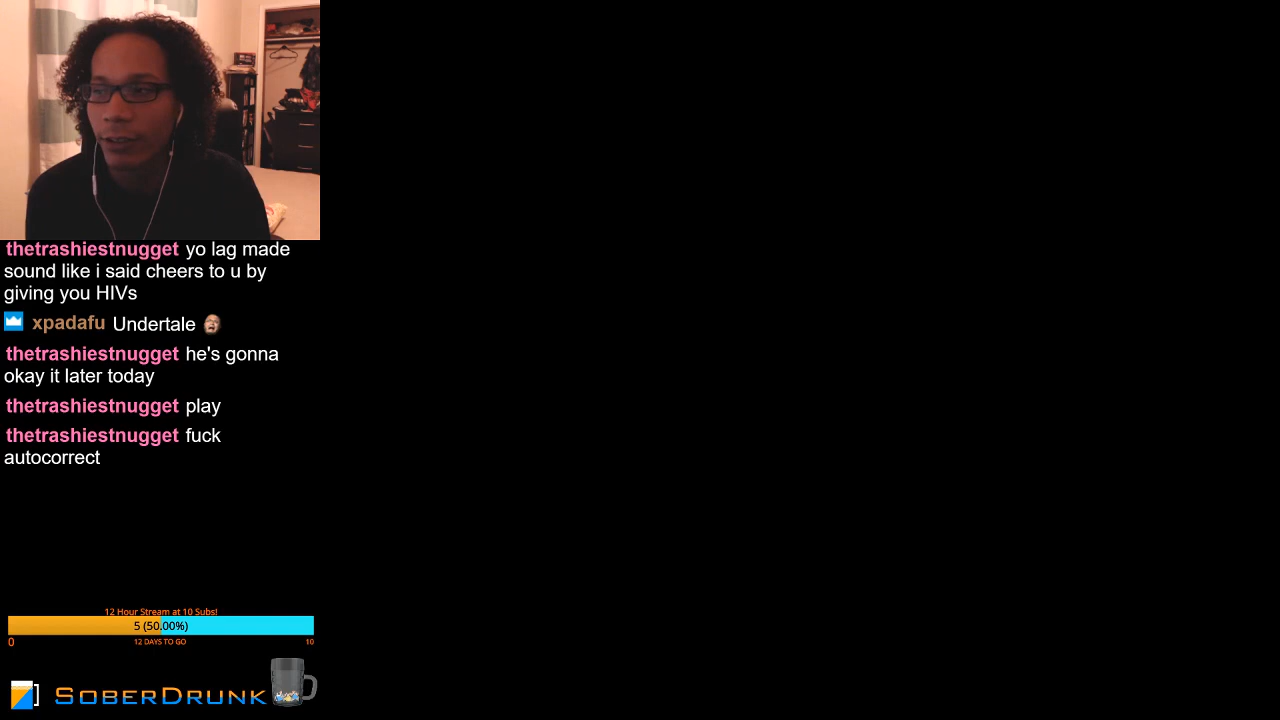 thetrashiestnugget yo lag made
sound like i said cheers to u by
giving you HIVs
xpadafu Undertale
thetrashiestnugget he's gonna
okay it later today
thetrashiestnugget play
thetrashiestnugget fuck
autocorrect
12 Hour Stream at 10 Subs!
5 (50.00%)
0 12 DAYS TO GO 10
SOBERDRUNK